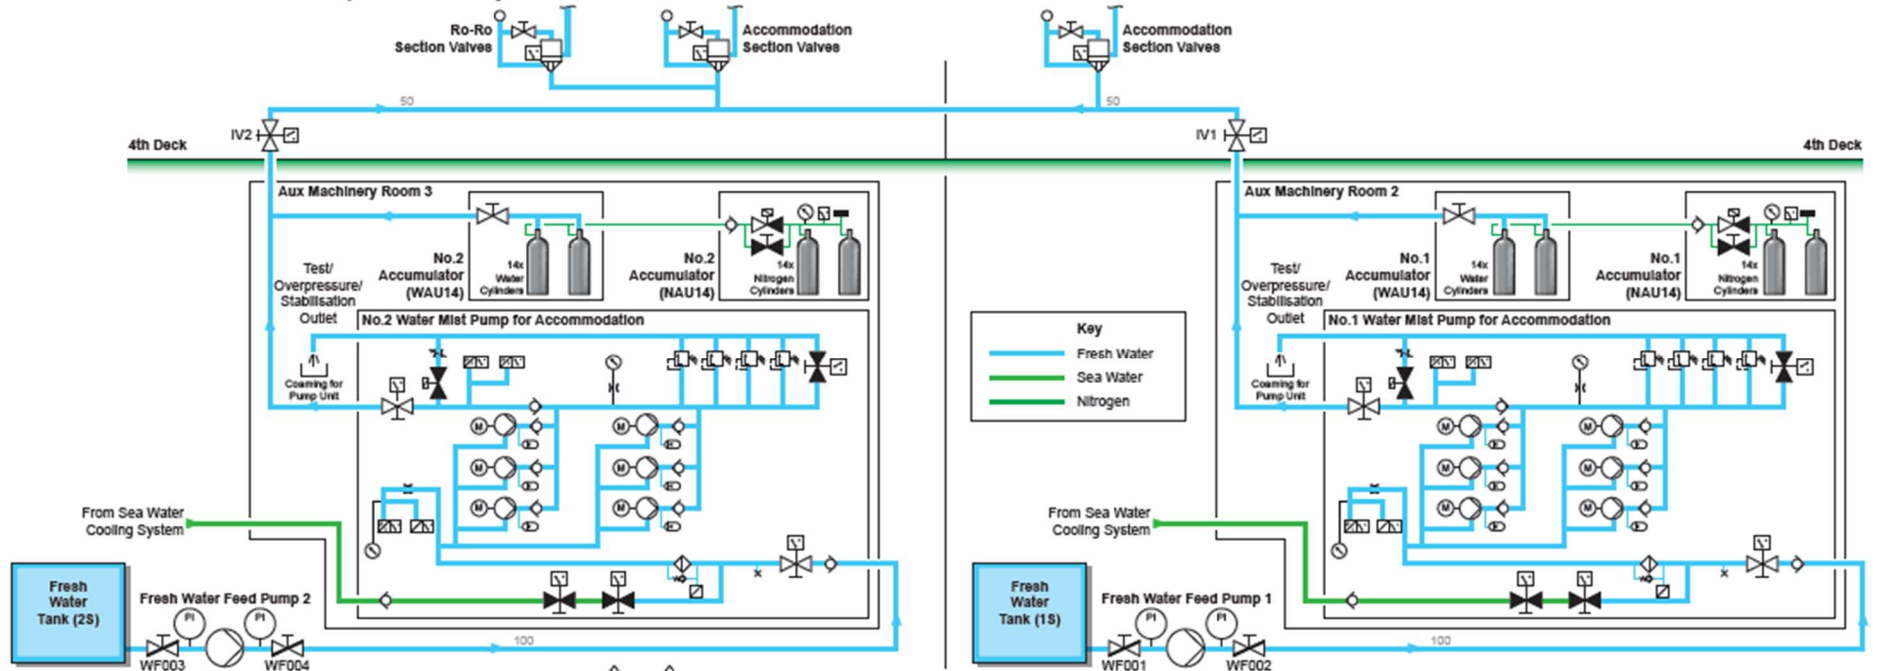 Ro-Ro
Section Valves
Accommodation
Section Valves
Accommodation
Section Valves
50
50
IV2
IV1
4th Deck
4th Deck
Aux Machinery Room 3
No.2
Accumulator
(WAU14)
14x
Water
Cylinders
No.2
Accumulator
(NAU14)
14x
Nitrogen
Cylinders
Test/
Overpressure/
Stabilisation
Outlet
Coaming for
Pump Unit
No.2 Water Mist Pump for Accommodation
M
M
M
M
M
M
From Sea Water
Cooling System
Fresh
Water
Tank (2S)
Fresh Water Feed Pump 2
PI
PI
WF003
WF004
100
Key
Fresh Water
Sea Water
Nitrogen
Aux Machinery Room 2
No.1
Accumulator
(WAU14)
14x
Water
Cylinders
No.1
Accumulator
(NAU14)
14x
Nitrogen
Cylinders
Test/
Overpressure/
Stabilisation
Outlet
Coaming for
Pump Unit
No.1 Water Mist Pump for Accommodation
M
M
M
M
M
M
From Sea Water
Cooling System
Fresh
Water
Tank (1S)
Fresh Water Feed Pump 1
PI
PI
WF001
WF002
100